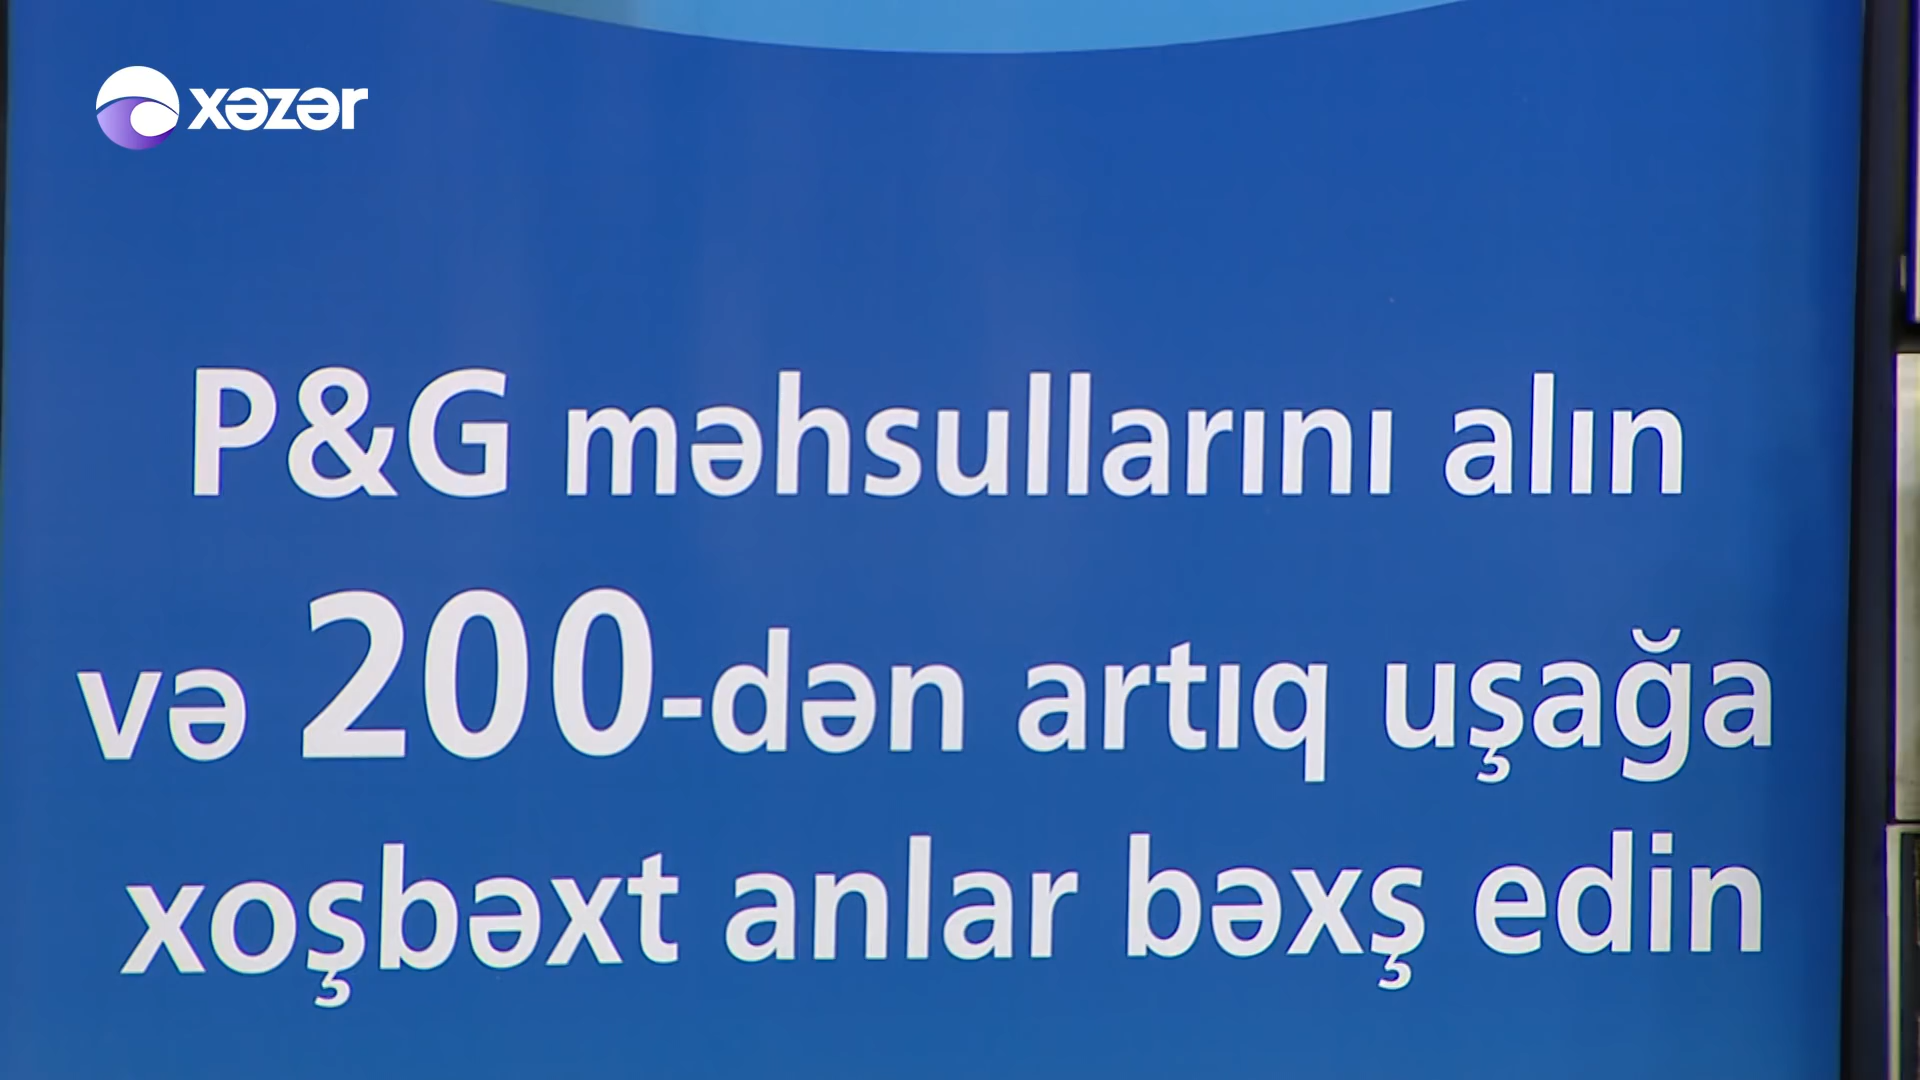 xəzər
P&G məhsullarını alın
və 200-dən artıq uşağa
xoşbəxt anlar bəxş edin